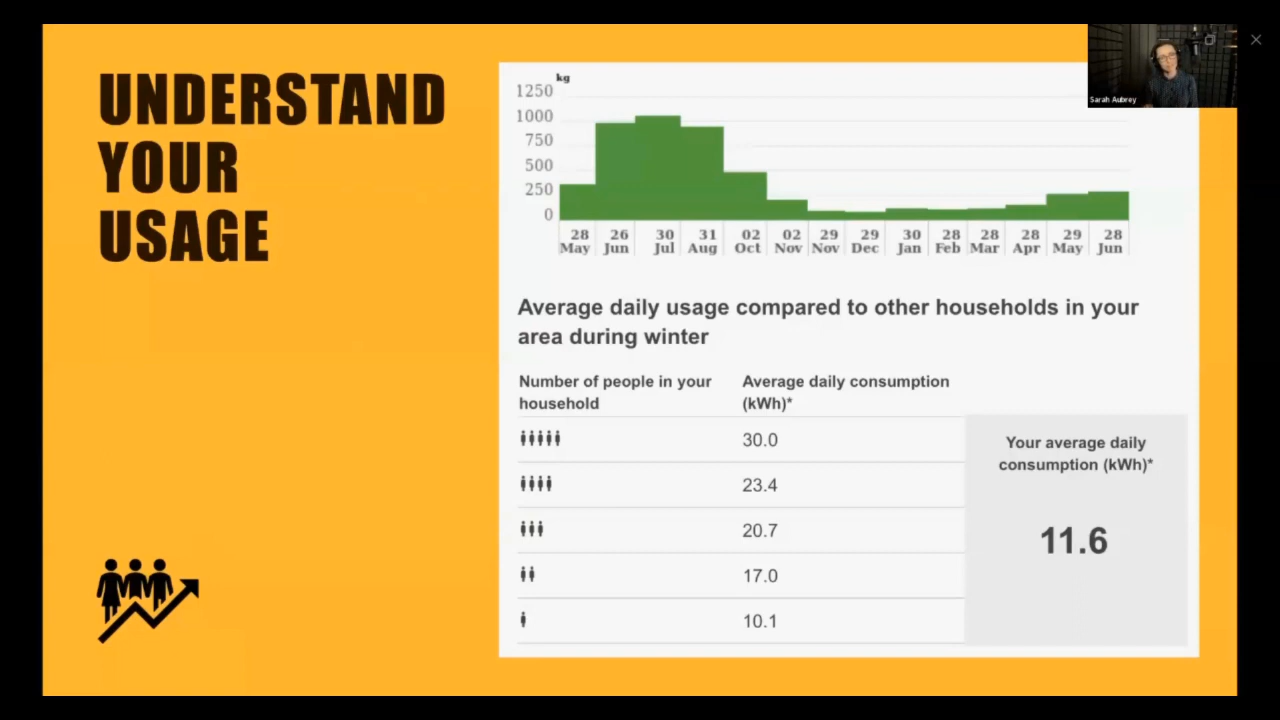 UNDERSTAND
YOUR
USAGE
kg
1250
1000
750
500
250
0
28 26 30 31 02 02 29 29 30 28 28 28 29 28
May Jun Jul Aug Oct Nov Nov Dec Jan Feb Mar Apr May Jun
Sarah Aubrey
Average daily usage compared to other households in your
area during winter
Number of people in your
household
Average daily consumption
(kWh)*
30.0
23.4
20.7
17.0
10.1
Your average daily
consumption (kWh)*
11.6